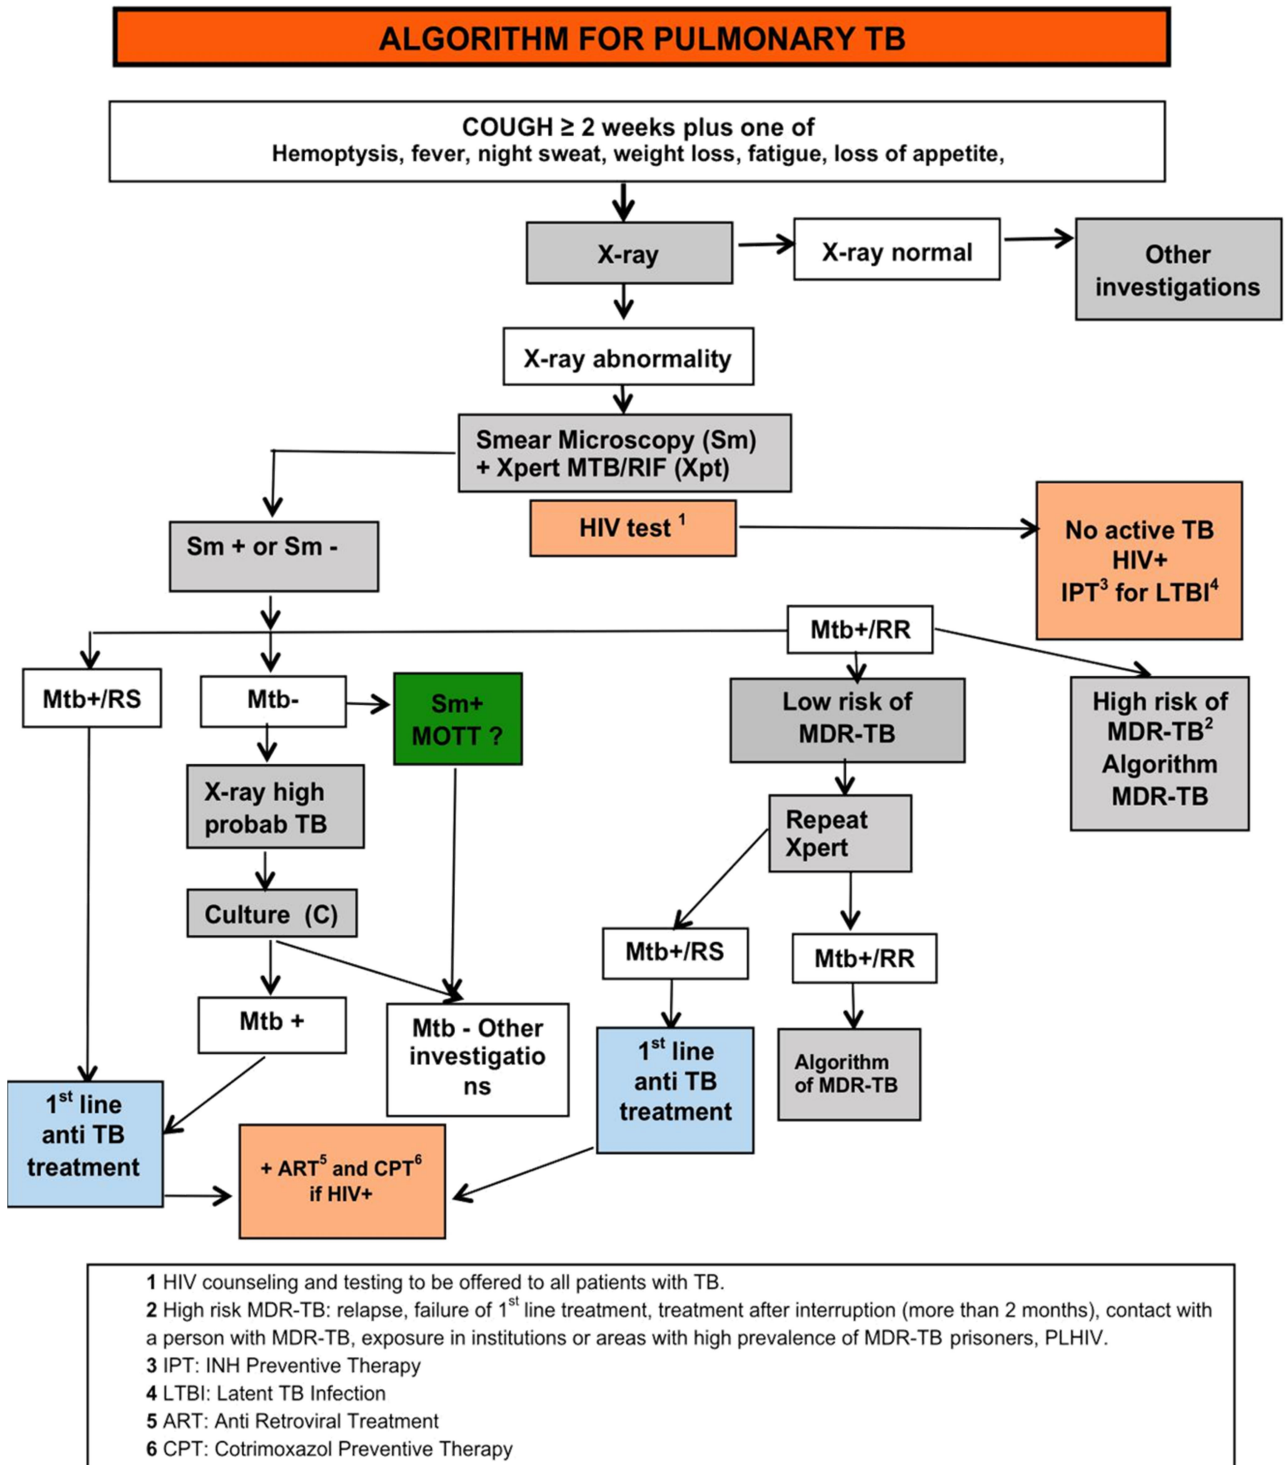 ALGORITHM FOR PULMONARY TB
COUGH ≥ 2 weeks plus one of
Hemoptysis, fever, night sweat, weight loss, fatigue, loss of appetite,
X-ray
X-ray normal
Other
investigations
X-ray abnormality
Smear Microscopy (Sm)
+ Xpert MTB/RIF (Xpt)
HIV test 1
No active TB
HIV+
IPT3 for LTBI4
Sm + or Sm -
Mtb+/RR
Mtb+/RS
Mtb-
Sm+
MOTT ?
Low risk of
MDR-TB
High risk of
MDR-TB2
Algorithm
MDR-TB
X-ray high
probab TB
Repeat
Xpert
Culture (C)
Mtb+/RS
Mtb+/RR
Mtb +
Mtb - Other
investigatio
ns
1st line
anti TB
treatment
Algorithm
of MDR-TB
1st line
anti TB
treatment
+ ART5 and CPT6
if HIV+
1 HIV counseling and testing to be offered to all patients with TB.
2 High risk MDR-TB: relapse, failure of 1st line treatment, treatment after interruption (more than 2 months), contact with
a person with MDR-TB, exposure in institutions or areas with high prevalence of MDR-TB prisoners, PLHIV.
3 IPT: INH Preventive Therapy
4 LTBI: Latent TB Infection
5 ART: Anti Retroviral Treatment
6 CPT: Cotrimoxazol Preventive Therapy